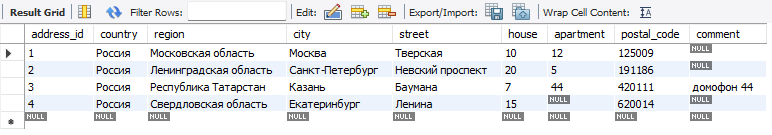 Result Grid Filter Rows: Edit: Export/Import: Wrap Cell Content: IA
address_id country region city street house apartment postal_code comment
1 Россия Московская область Москва Тверская 10 12 125009 NULL
2 Россия Ленинградская область Санкт-Петербург Невский проспект 20 5 191186 NULL
3 Россия Республика Татарстан Казань Баумана 7 44 420111 домофон 44
4 Россия Свердловская область Екатеринбург Ленина 15 NULL 620014 NULL
NULL NULL NULL NULL NULL NULL NULL NULL NULL